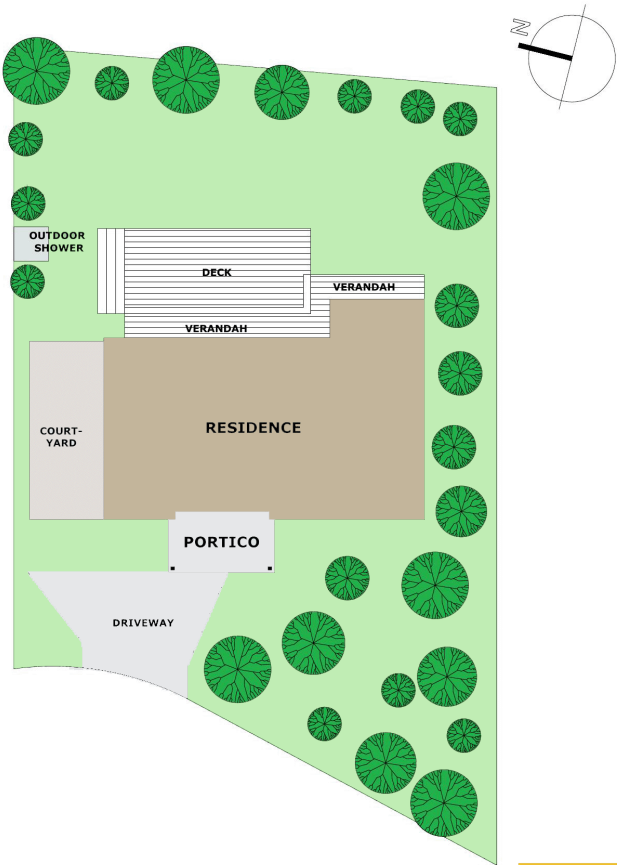 N
OUTDOOR
SHOWER
DECK
VERANDAH
VERANDAH
RESIDENCE
COURT-
YARD
PORTICO
DRIVEWAY